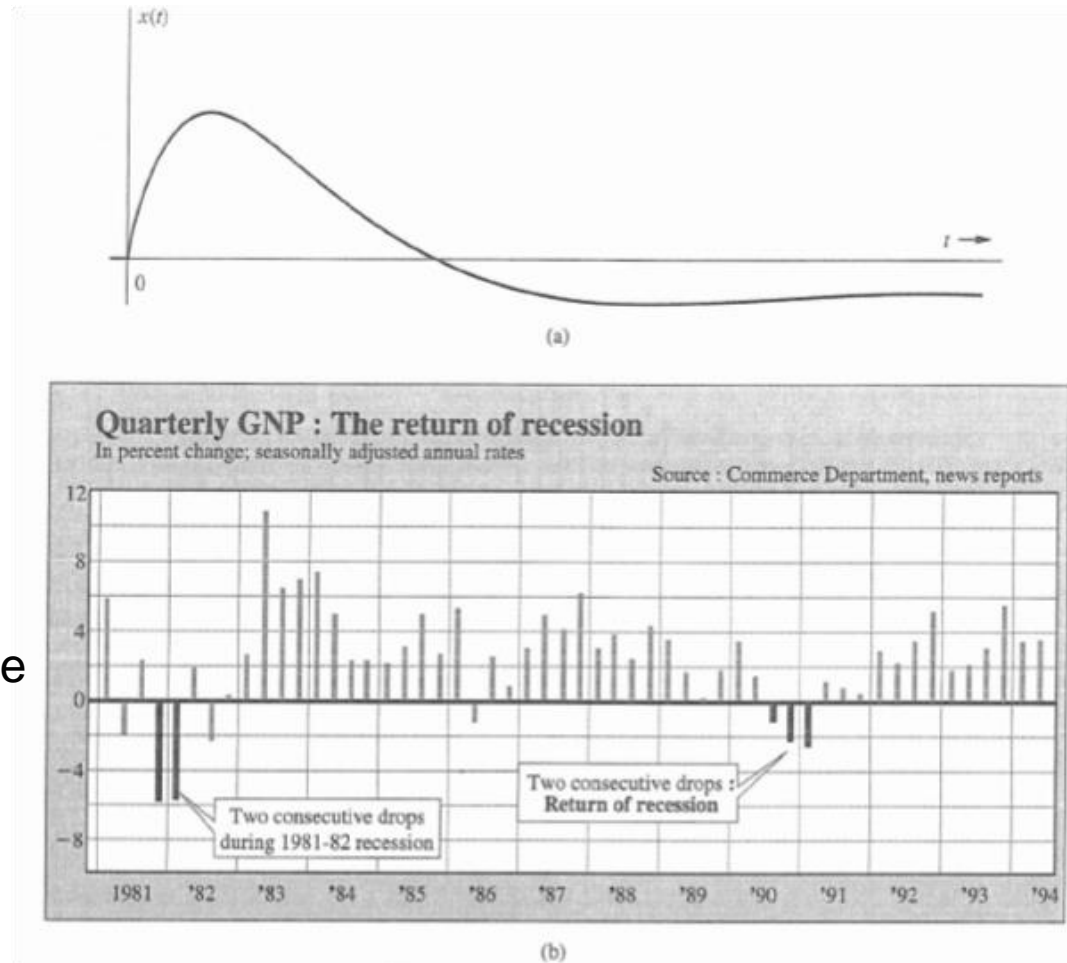 x(t)
t
0
(a)
Quarterly GNP : The return of recession
In percent change; seasonally adjusted annual rates
Source : Commerce Department, news reports
12
8
4
e
0
−4
−8
Two consecutive drops
during 1981-82 recession
Two consecutive drops :
Return of recession
1981 '82 '83 '84 '85 '86 '87 '88 '89 '90 '91 '92 '93 '94
(b)